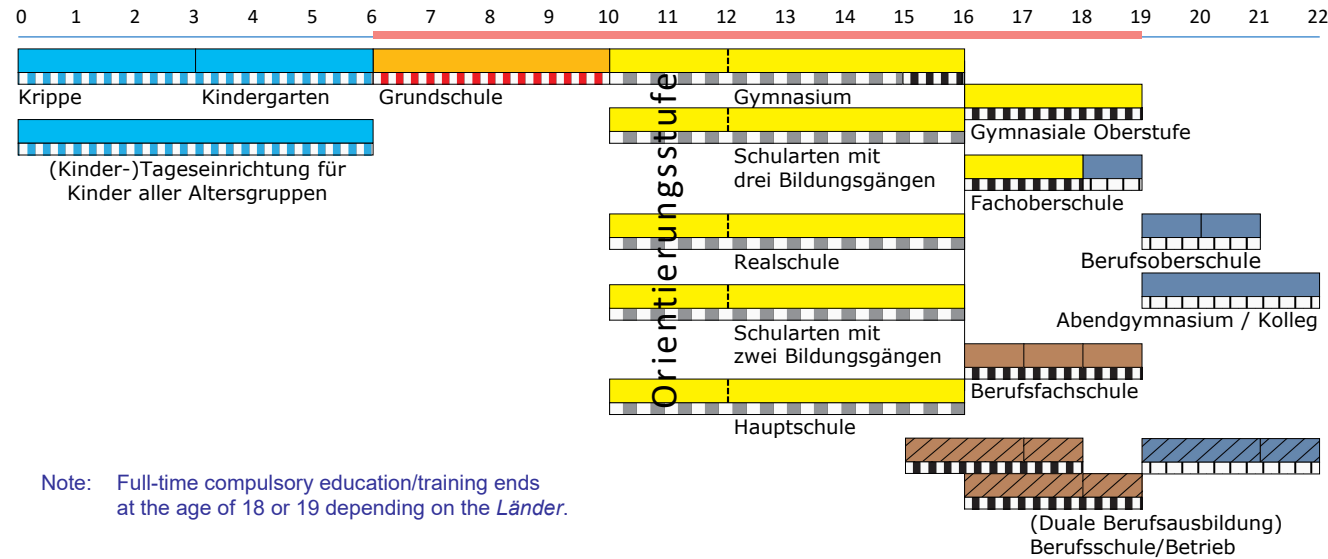 0 1 2 3 4 5 6 7 8 9 10 11 12 13 14 15 16 17 18 19 20 21 22
Krippe Kindergarten Grundschule Gymnasium
Orientierungsstufe
Gymnasiale Oberstufe
(Kinder-)Tageseinrichtung für
Kinder aller Altersgruppen
Schularten mit
drei Bildungsgängen
Fachoberschule
Realschule
Berufsoberschule
Abendgymnasium / Kolleg
Schularten mit
zwei Bildungsgängen
Berufsfachschule
Hauptschule
Note: Full-time compulsory education/training ends
at the age of 18 or 19 depending on the Länder.
(Duale Berufsausbildung)
Berufsschule/Betrieb